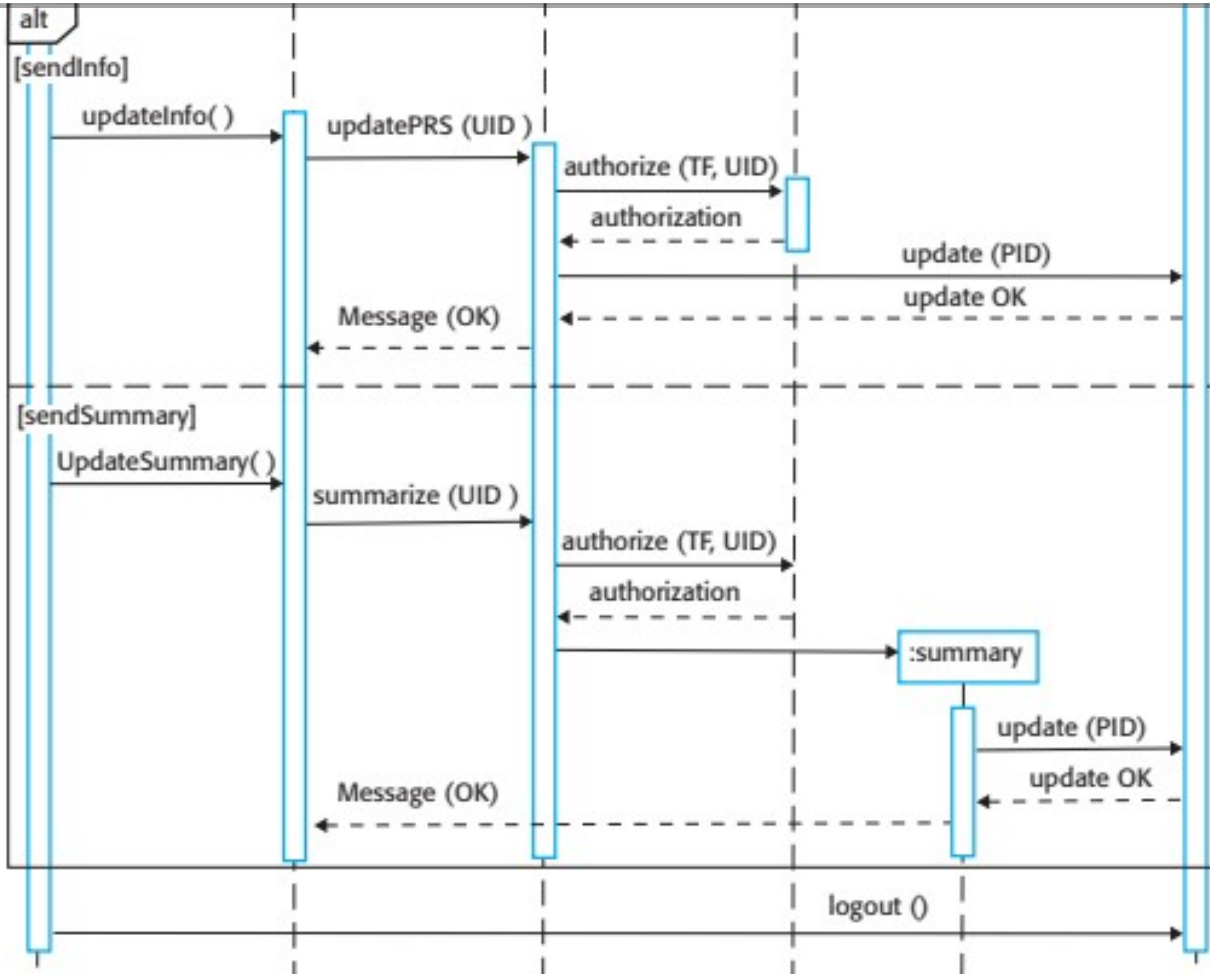 alt
[sendInfo]
updateInfo( )
updatePRS (UID )
authorize (TF, UID)
authorization
update (PID)
update OK
Message (OK)
[sendSummary]
UpdateSummary( )
summarize (UID )
authorize (TF, UID)
authorization
:summary
update (PID)
update OK
Message (OK)
logout ()